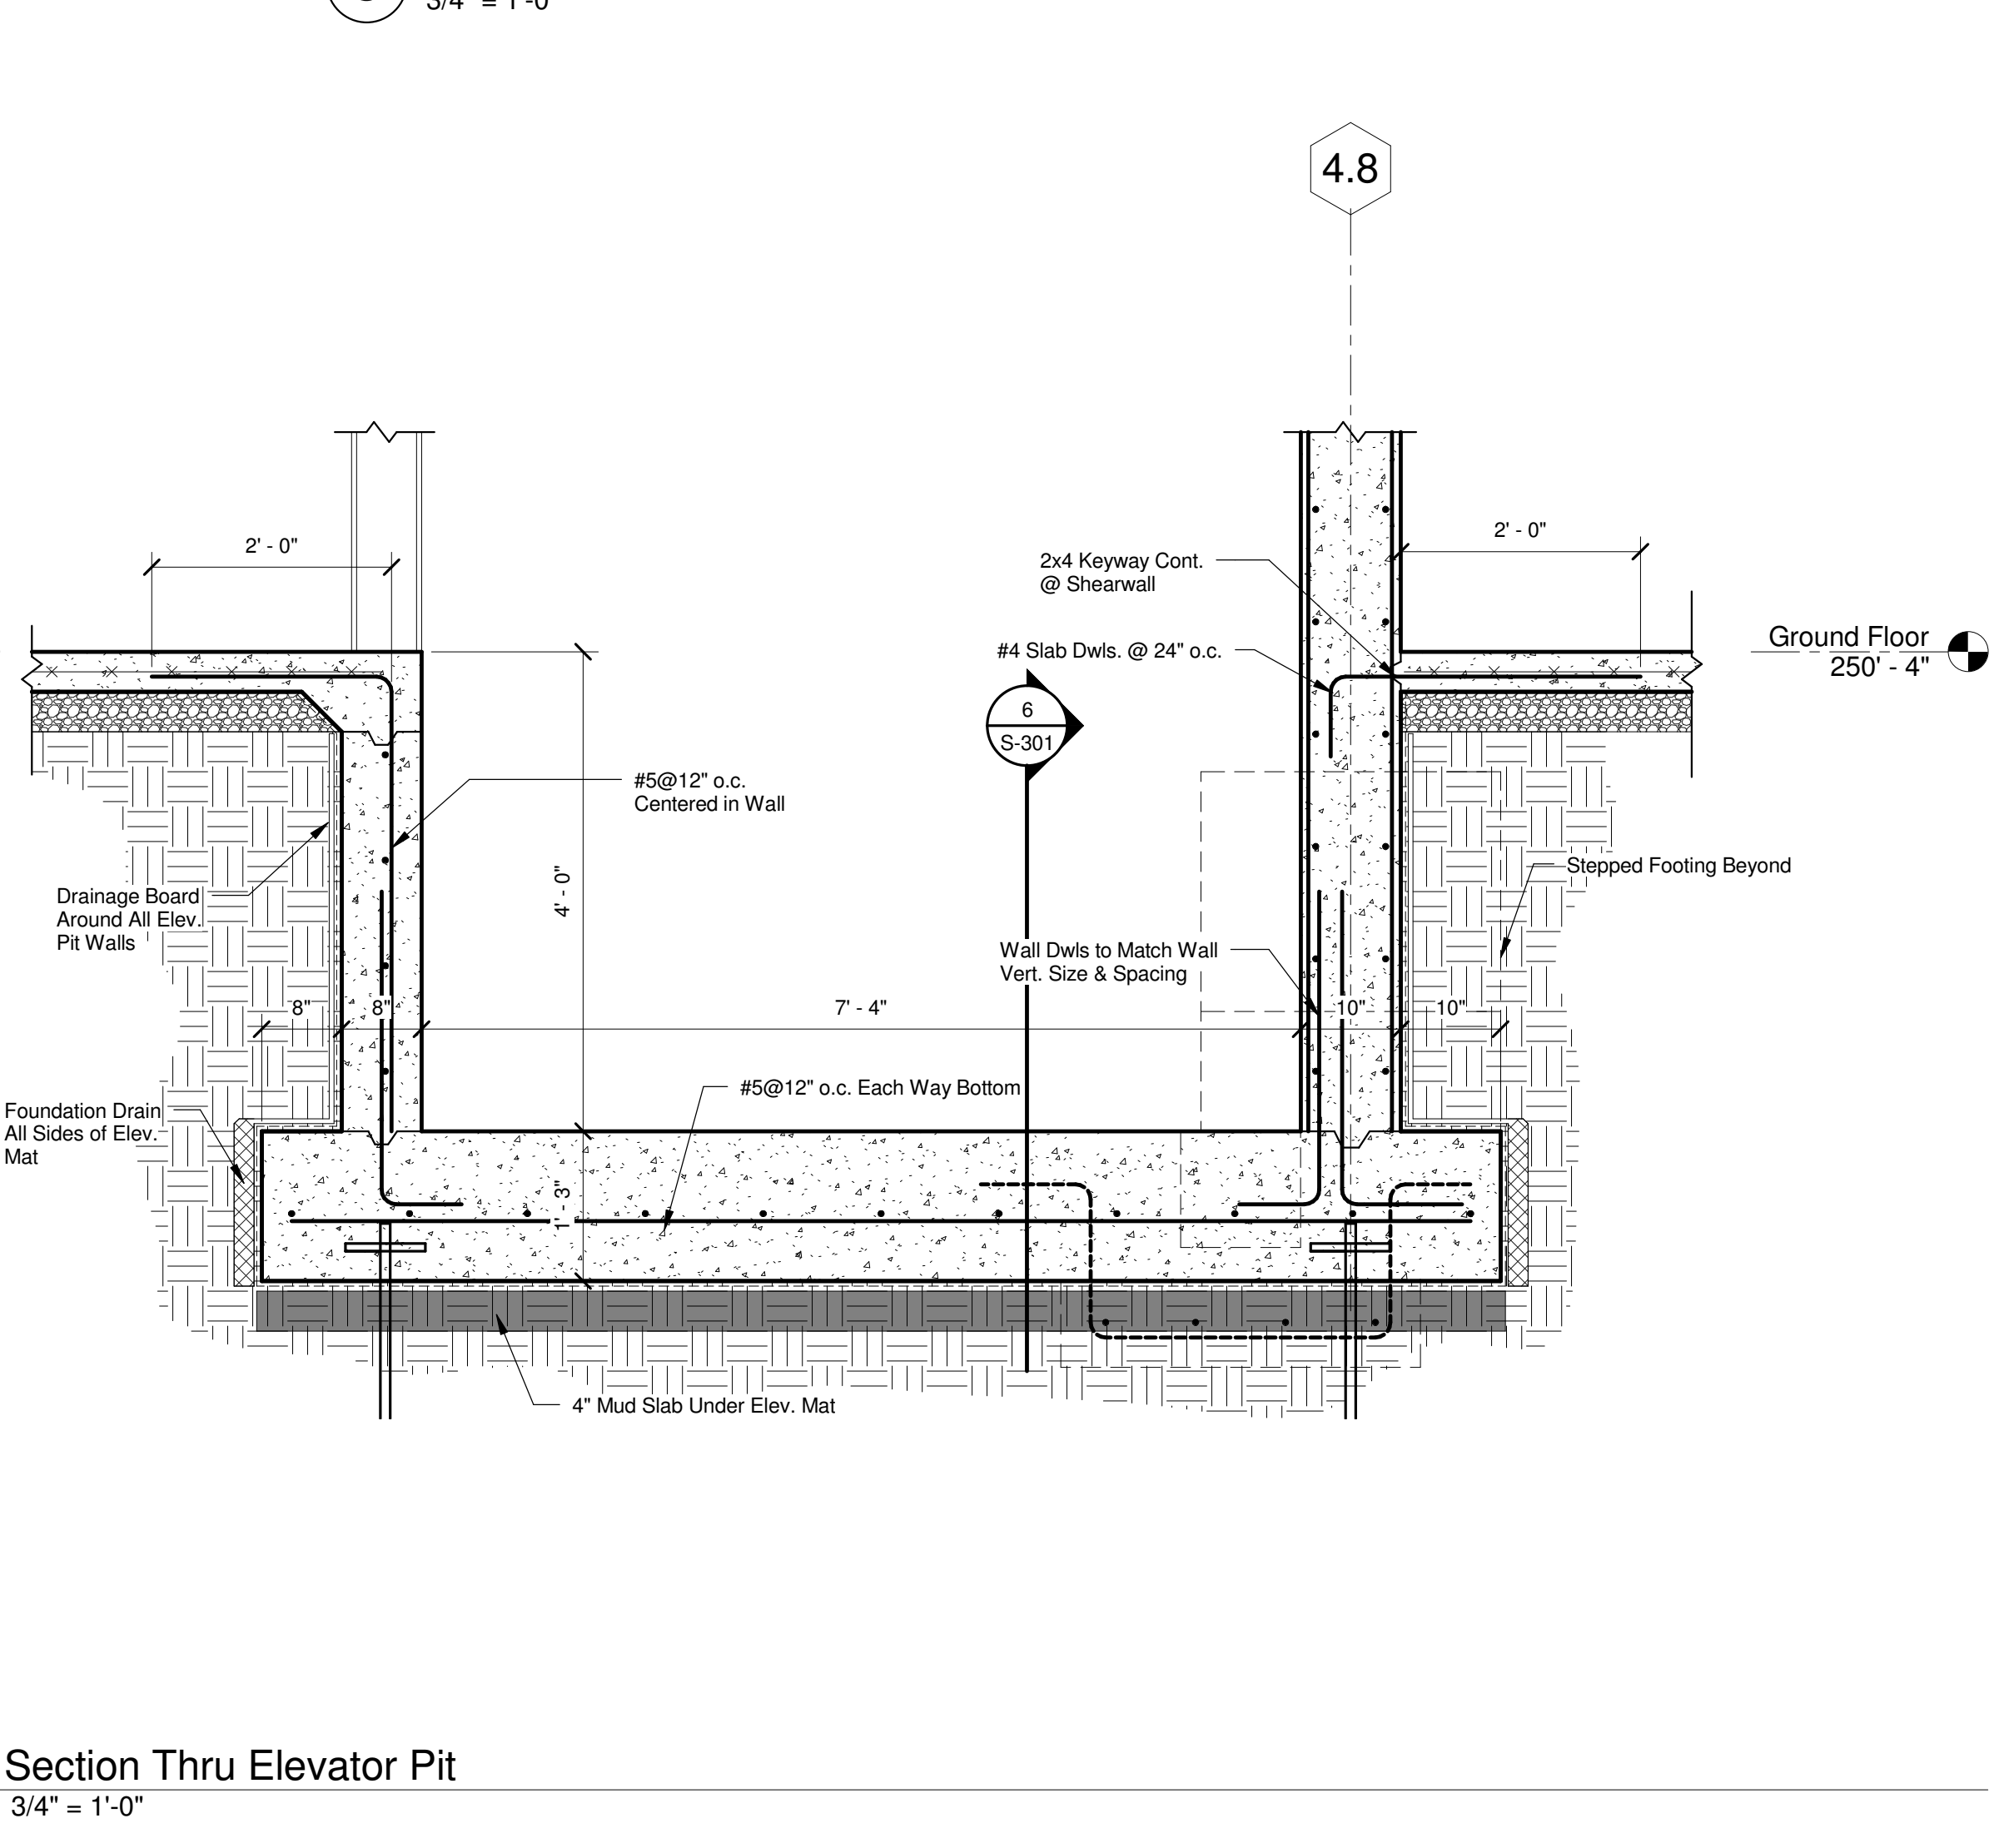 3/4" = 1'-0"
4.8
2' - 0"
2' - 0"
2x4 Keyway Cont.
@ Shearwall
#4 Slab Dwls. @ 24" o.c.
Ground Floor
250' - 4"
6
S-301
#5@12" o.c.
Centered in Wall
4' - 0"
Stepped Footing Beyond
Drainage Board
Around All Elev.
Pit Walls
Wall Dwls to Match Wall
Vert. Size & Spacing
8"
8"
7' - 4"
10"
10"
#5@12" o.c. Each Way Bottom
Foundation Drain
All Sides of Elev.
Mat
1' - 3"
4" Mud Slab Under Elev. Mat
Section Thru Elevator Pit
3/4" = 1'-0"